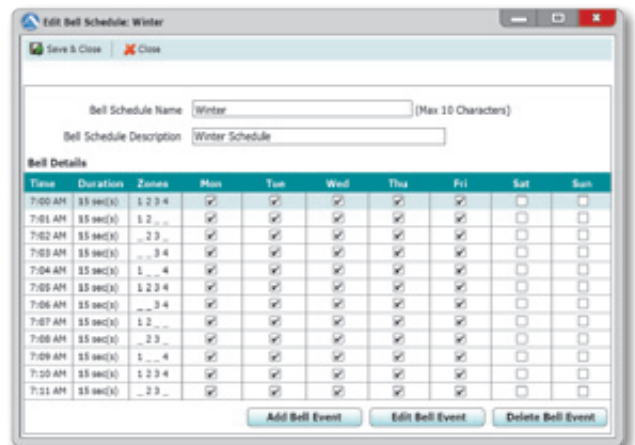 Edit Bell Schedule: Winter
Save & Close Close
Bell Schedule Name Winter (Max 10 Characters)
Bell Schedule Description Winter Schedule
Bell Details
Time Duration Zones Mon Tue Wed Thu Fri Sat Sun
7:00 AM 15 sec(s) 1 2 3 4
7:01 AM 15 sec(s) 1 2 _ _
7:02 AM 15 sec(s) _ 2 3 _
7:03 AM 15 sec(s) _ _ 3 4
7:04 AM 15 sec(s) 1 _ _ 4
7:05 AM 15 sec(s) 1 2 3 4
7:06 AM 15 sec(s) _ _ 3 4
7:07 AM 15 sec(s) 1 2 _ _
7:08 AM 15 sec(s) _ 2 3 _
7:09 AM 15 sec(s) 1 _ _ 4
7:10 AM 15 sec(s) 1 2 3 4
7:11 AM 15 sec(s) _ 2 3 _
Add Bell Event Edit Bell Event Delete Bell Event